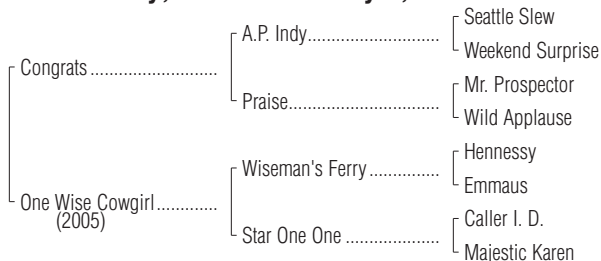 Seattle Slew
A.P. Indy
Weekend Surprise
Congrats
Mr. Prospector
Praise
Wild Applause
Hennessy
Wiseman's Ferry
Emmaus
One Wise Cowgirl
(2005)
Caller I. D.
Star One One
Majestic Karen